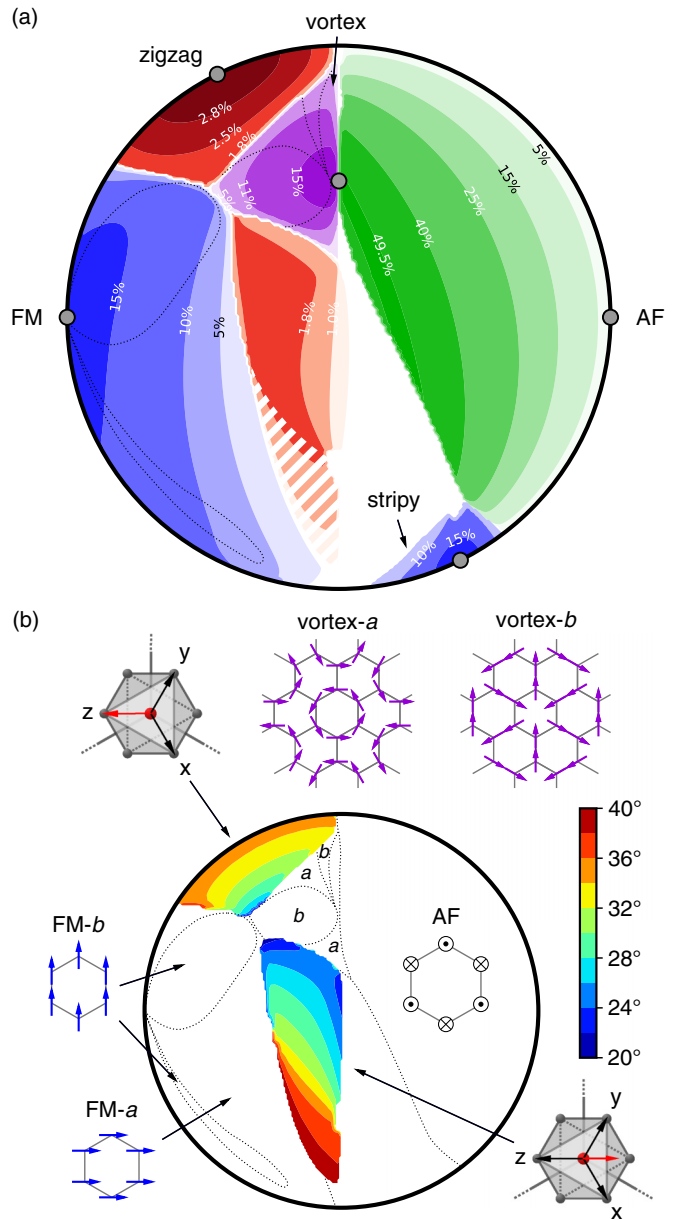 (a)
vortex
zigzag
2.8%
2.5%
1.8%
5%
11%
15%
5%
15%
25%
40%
49.5%
FM
AF
15%
10%
5%
1.8%
1.0%
stripy
10%
15%
(b)
vortex-a
vortex-b
y
z
x
40°
36°
32°
28°
24°
20°
b
a
b
a
AF
FM-b
FM-a
y
z
x